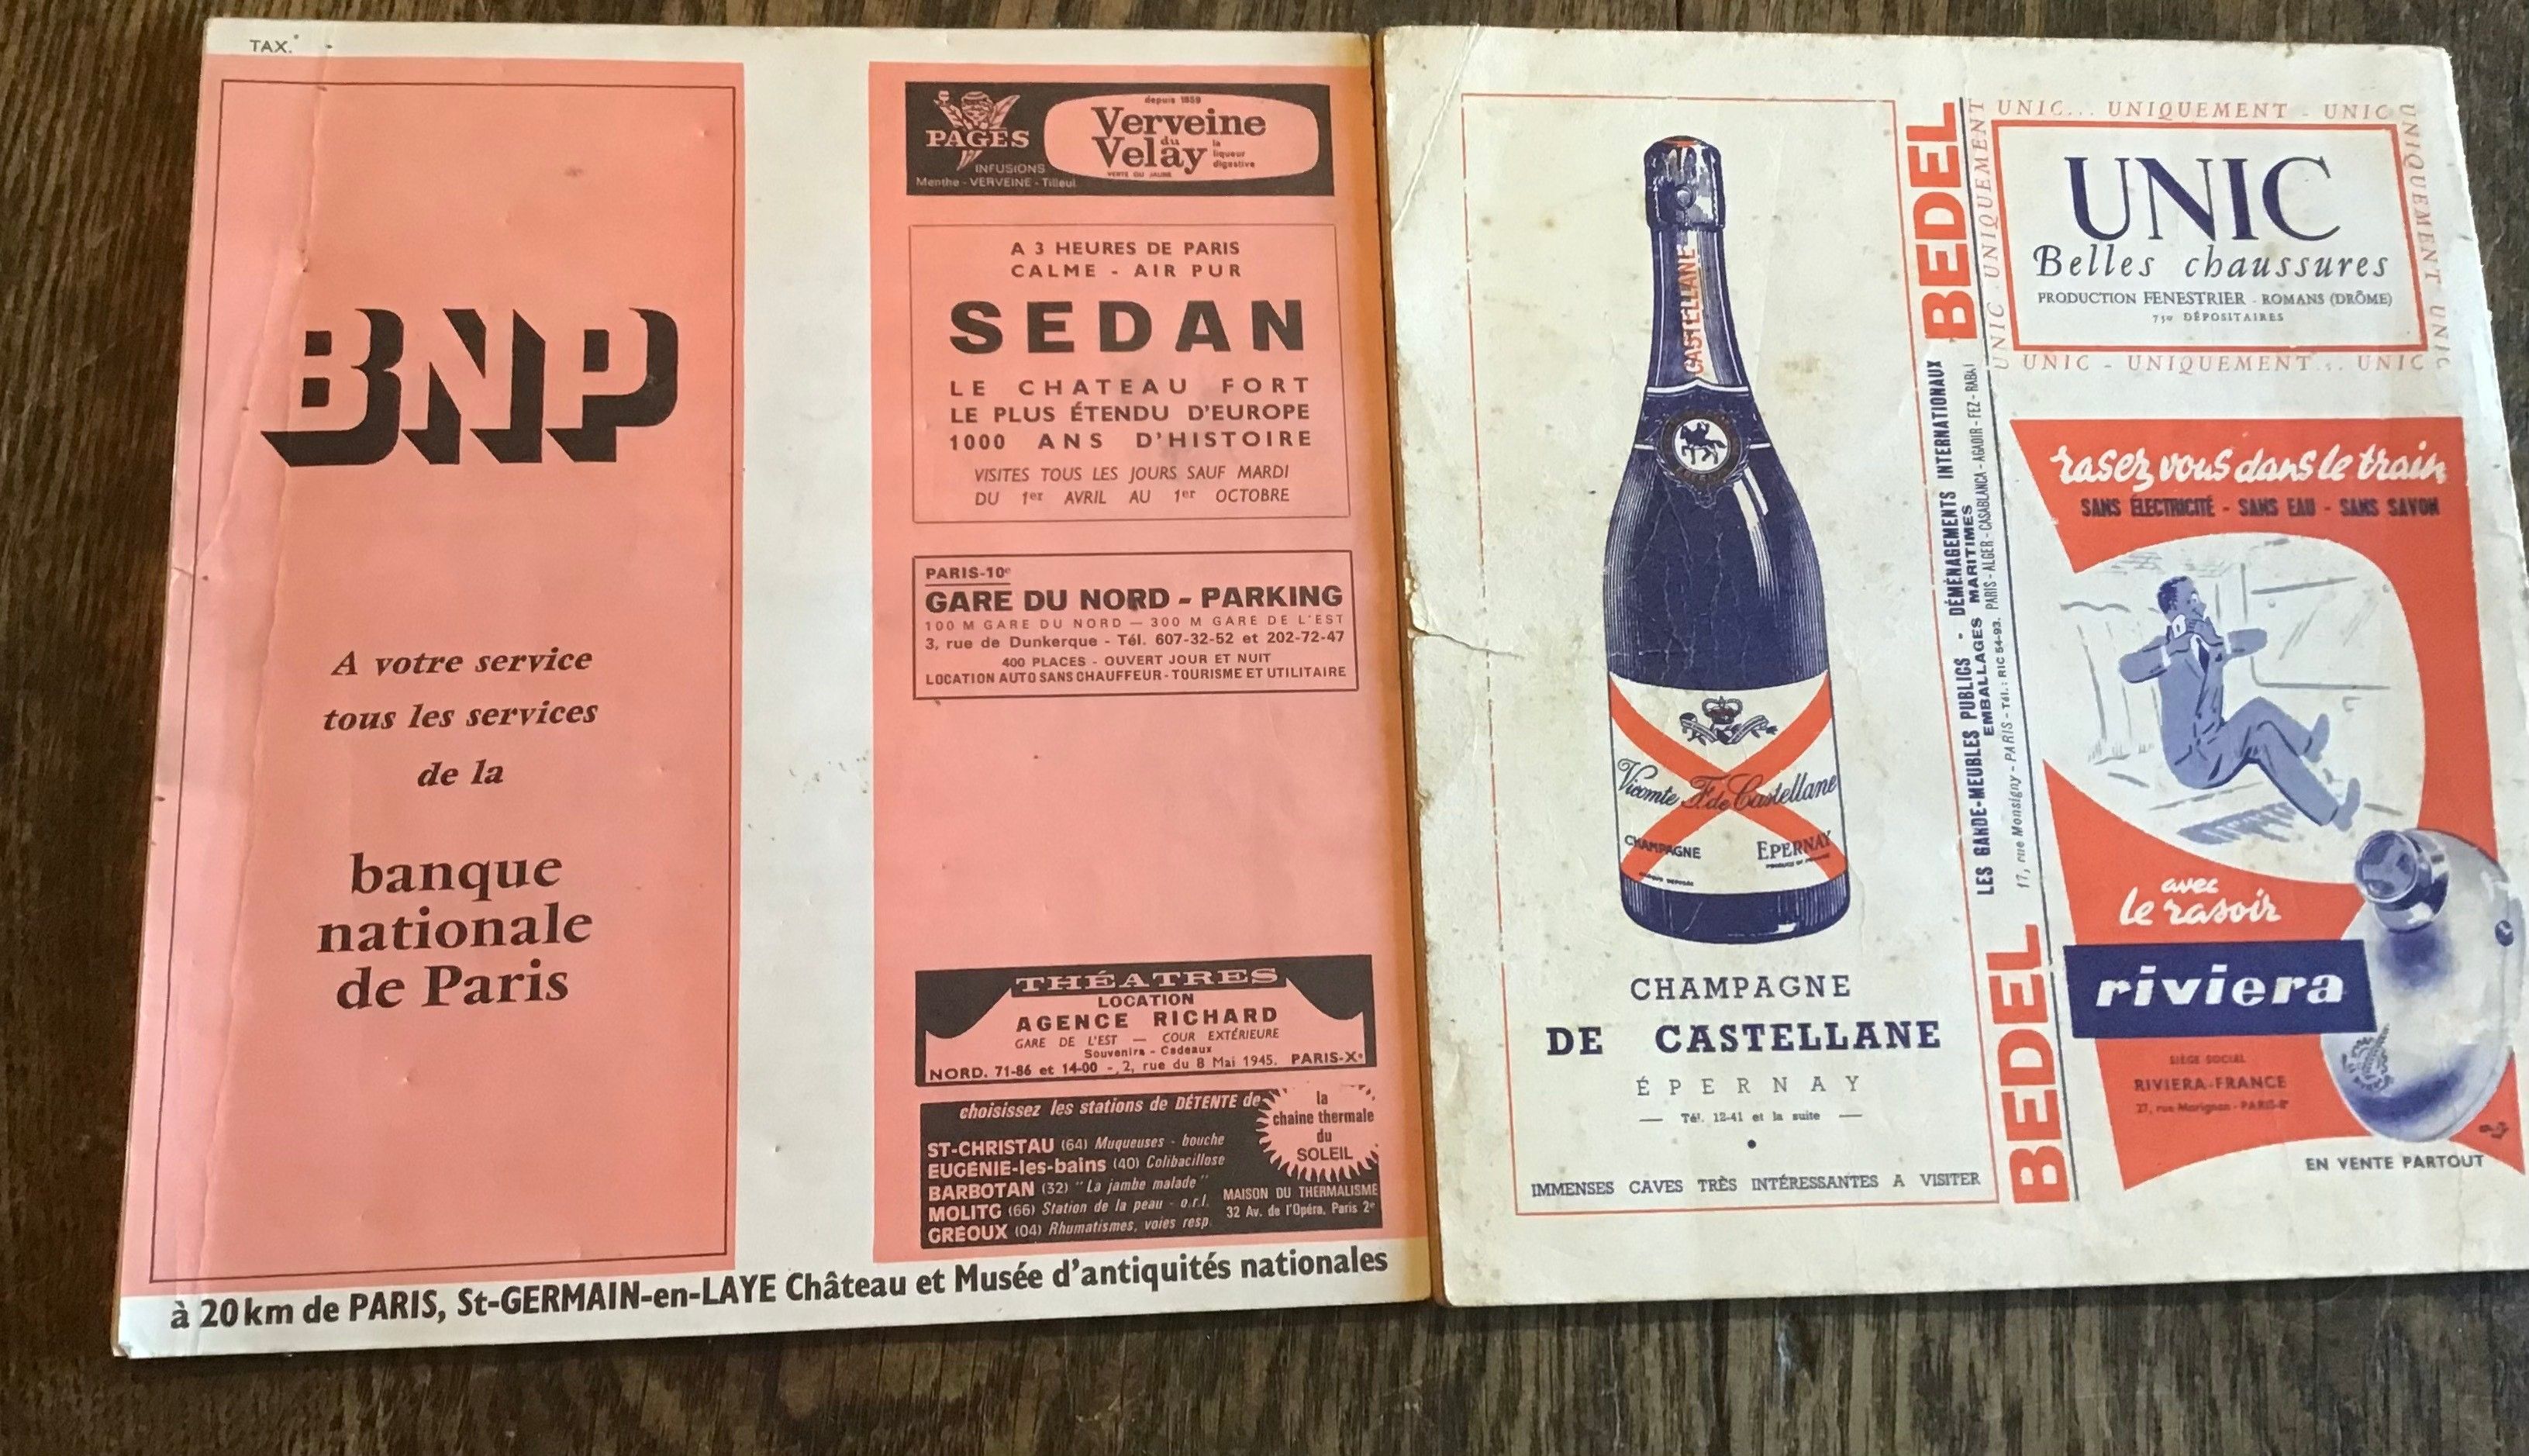 TAX.
BNP
A votre service
tous les services
de la
banque
nationale
de Paris
PAGÈS
INFUSIONS
Menthe - VERVEINE - Tilleul
depuis 1859
Verveine
du
Velay
la
liqueur
digestive
VERTE OU JAUNE
A 3 HEURES DE PARIS
CALME - AIR PUR
SEDAN
LE CHATEAU FORT
LE PLUS ÉTENDU D'EUROPE
1000 ANS D'HISTOIRE
VISITES TOUS LES JOURS SAUF MARDI
DU 1er AVRIL AU 1er OCTOBRE
PARIS-10e
GARE DU NORD - PARKING
100 M GARE DU NORD — 300 M GARE DE L'EST
3, rue de Dunkerque - Tél. 607-32-52 et 202-72-47
400 PLACES - OUVERT JOUR ET NUIT
LOCATION AUTO SANS CHAUFFEUR - TOURISME ET UTILITAIRE
THÉATRES
LOCATION
AGENCE RICHARD
GARE DE L'EST — COUR EXTÉRIEURE
Souvenirs - Cadeaux
NORD. 71-86 et 14-00 - 2, rue du 8 Mai 1945. PARIS-Xe
choisissez les stations de DÉTENTE de
la
chaine thermale
du
SOLEIL
ST-CHRISTAU (64) Muqueuses - bouche
EUGÉNIE-les-bains (40) Colibacillose
BARBOTAN (32) "La jambe malade"
MOLITG (66) Station de la peau - o.r.l.
GRÉOUX (04) Rhumatismes, voies resp.
MAISON DU THERMALISME
32 Av. de l'Opéra, Paris 2e
à 20 km de PARIS, St-GERMAIN-en-LAYE Château et Musée d'antiquités nationales
CASTELLANE
Vicomte F. de Castellane
CHAMPAGNE
EPERNAY
CHAMPAGNE
DE CASTELLANE
ÉPERNAY
— Tél. 12-41 et la suite —
IMMENSES CAVES TRÈS INTÉRESSANTES A VISITER
BEDEL
LES GARDE-MEUBLES PUBLICS - DÉMÉNAGEMENTS INTERNATIONAUX
EMBALLAGES MARITIMES
17, rue Monsigny - PARIS - Tél.: RIC 54-93. PARIS - ALGER - CASABLANCA - AGADIR - FEZ - RABAT
BEDEL
UNIC... UNIQUEMENT - UNIC
UNIQUEMENT UNIC
UNIC - UNIQUEMENT... UNIC
UNIC . UNIQUEMENT
UNIC
Belles chaussures
PRODUCTION FENESTRIER - ROMANS (DRÔME)
750 DÉPOSITAIRES
rasez vous dans le train
SANS ÉLECTRICITÉ - SANS EAU - SANS SAVON
avec
le rasoir
riviera
SIÈGE SOCIAL
RIVIERA-FRANCE
27, rue Marignan - PARIS-8e
EN VENTE PARTOUT